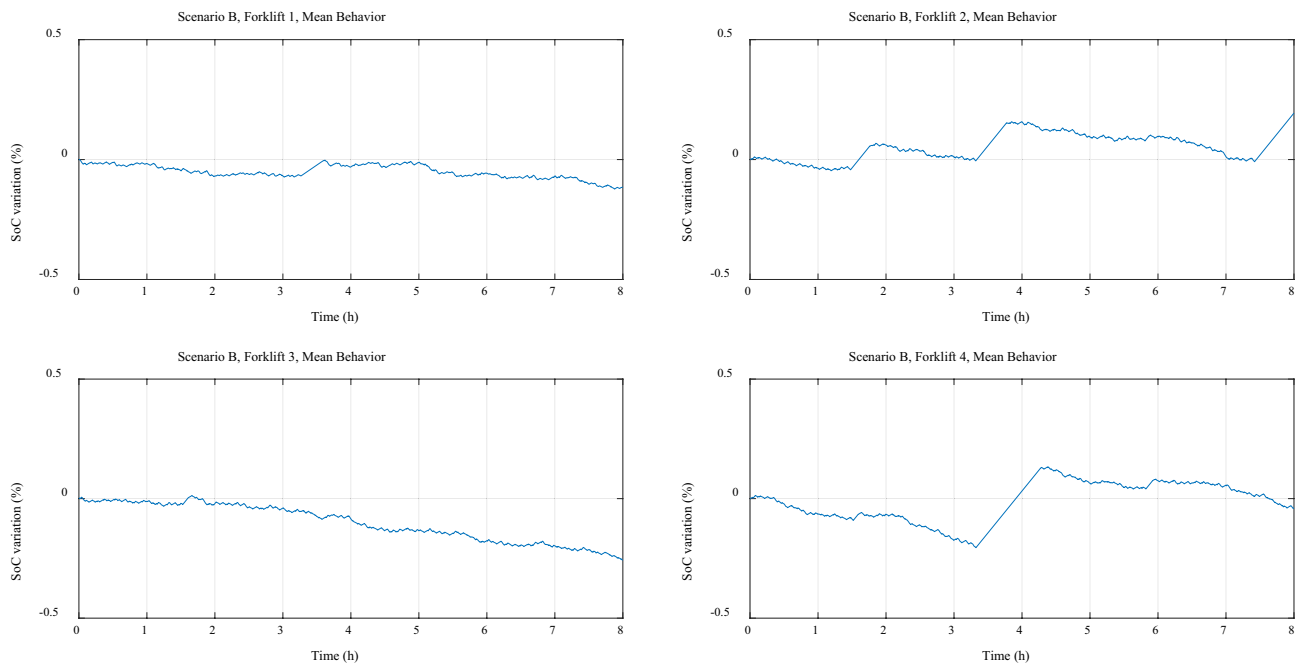 Scenario B, Forklift 1, Mean Behavior
0.5
0
-0.5
SoC variation (%)
0 1 2 3 4 5 6 7 8
Time (h)
Scenario B, Forklift 2, Mean Behavior
0.5
0
-0.5
SoC variation (%)
0 1 2 3 4 5 6 7 8
Time (h)
Scenario B, Forklift 3, Mean Behavior
0.5
0
-0.5
SoC variation (%)
0 1 2 3 4 5 6 7 8
Time (h)
Scenario B, Forklift 4, Mean Behavior
0.5
0
-0.5
SoC variation (%)
0 1 2 3 4 5 6 7 8
Time (h)